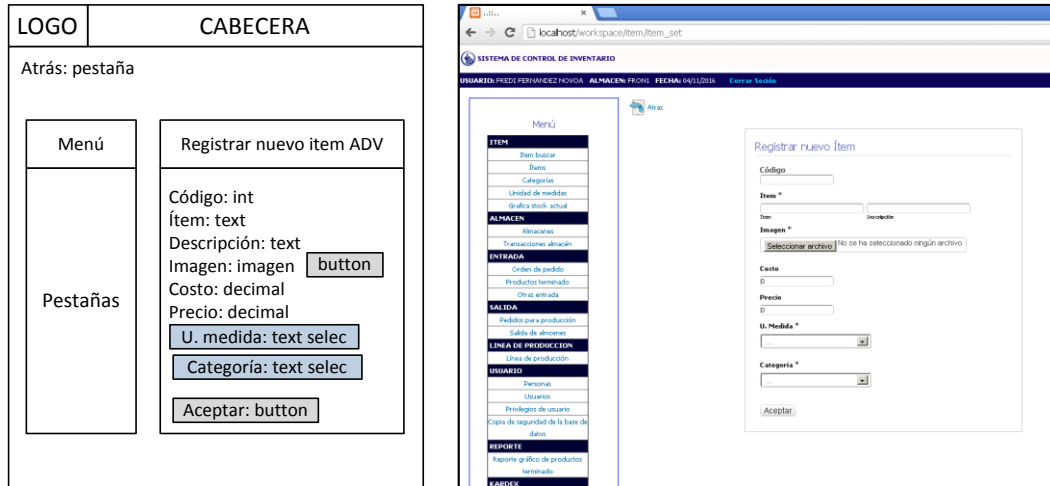 LOGO
CABECERA
Atrás: pestaña
Menú
Registrar nuevo item ADV
Pestañas
Código: int
Ítem: text
Descripción: text
Imagen: imagen button
Costo: decimal
Precio: decimal
U. medida: text selec
Categoría: text selec
Aceptar: button
..::..
localhost/workspace/item/item_set
SISTEMA DE CONTROL DE INVENTARIO
USUARIO: FREDI FERNANDEZ NOVOA ALMACEN: FRON1 FECHA: 04/11/2016 Cerrar Sesión
Atras
Menú
ITEM
Item buscar
Ítems
Categorías
Unidad de medidas
Grafica stock actual
ALMACEN
Almacenes
Transacciones almacén
ENTRADA
Orden de pedido
Productos terminado
Otras entrada
SALIDA
Pedidos para producción
Salida de almcenes
LINEA DE PRODUCCION
Línea de producción
USUARIO
Personas
Usuarios
Privilegios de usuario
Copia de seguridad de la base de
datos
REPORTE
Reporte gráfico de productos
terminado
KARDEX
Registrar nuevo Ítem
Código
Ítem *
Ítem Descripción
Imagen *
Seleccionar archivo No se ha seleccionado ningún archivo
Costo
0
Precio
0
U. Medida *
...
Categoria *
...
Aceptar